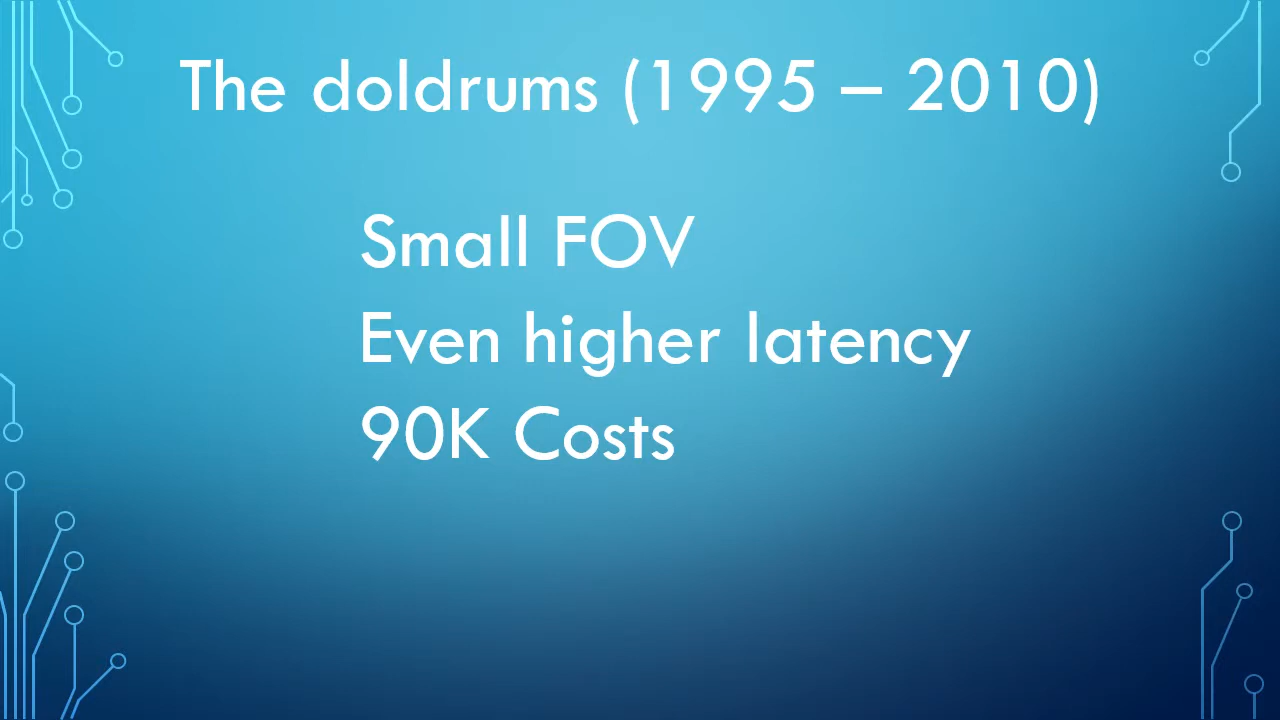 The doldrums (1995 – 2010)
Small FOV
Even higher latency
90K Costs